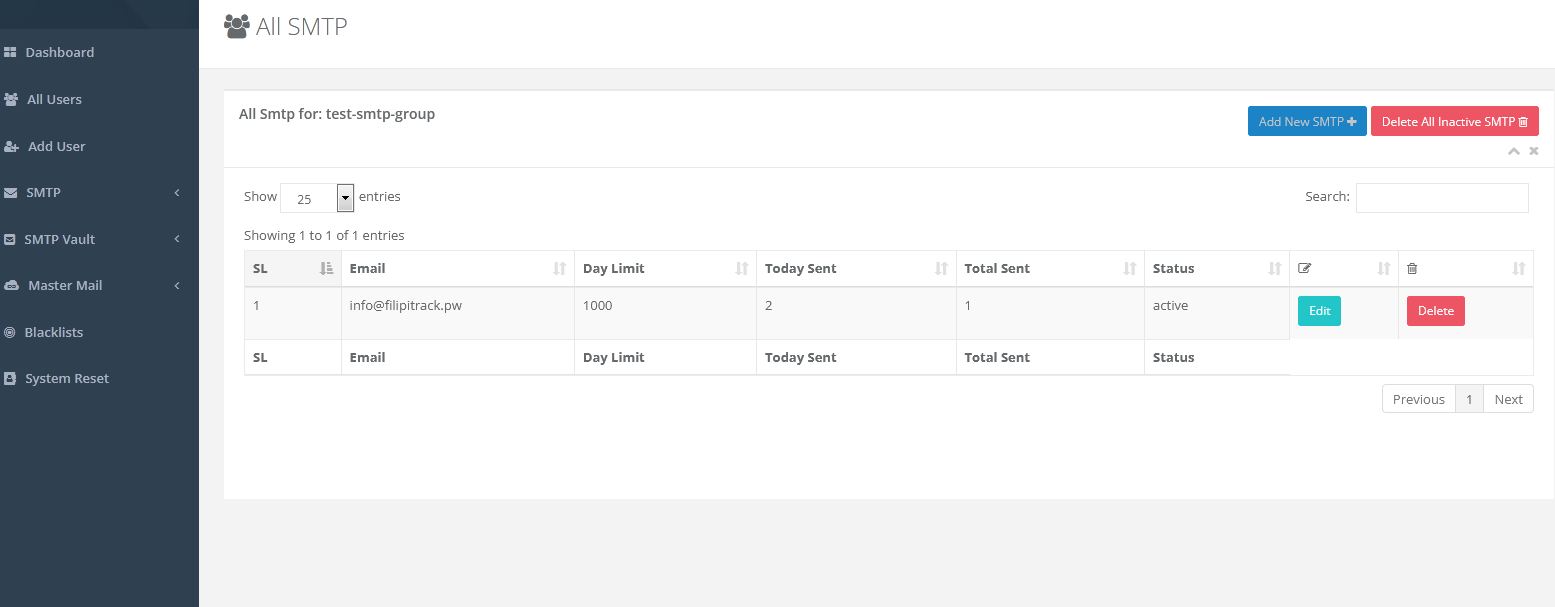 All SMTP
Dashboard
All Users
Add User
SMTP
SMTP Vault
Master Mail
Blacklists
System Reset
All Smtp for: test-smtp-group
Add New SMTP Delete All Inactive SMTP
Show 25 entries Search:
Showing 1 to 1 of 1 entries
SL Email Day Limit Today Sent Total Sent Status
1 info@filipitrack.pw 1000 2 1 active Edit Delete
SL Email Day Limit Today Sent Total Sent Status
Previous 1 Next